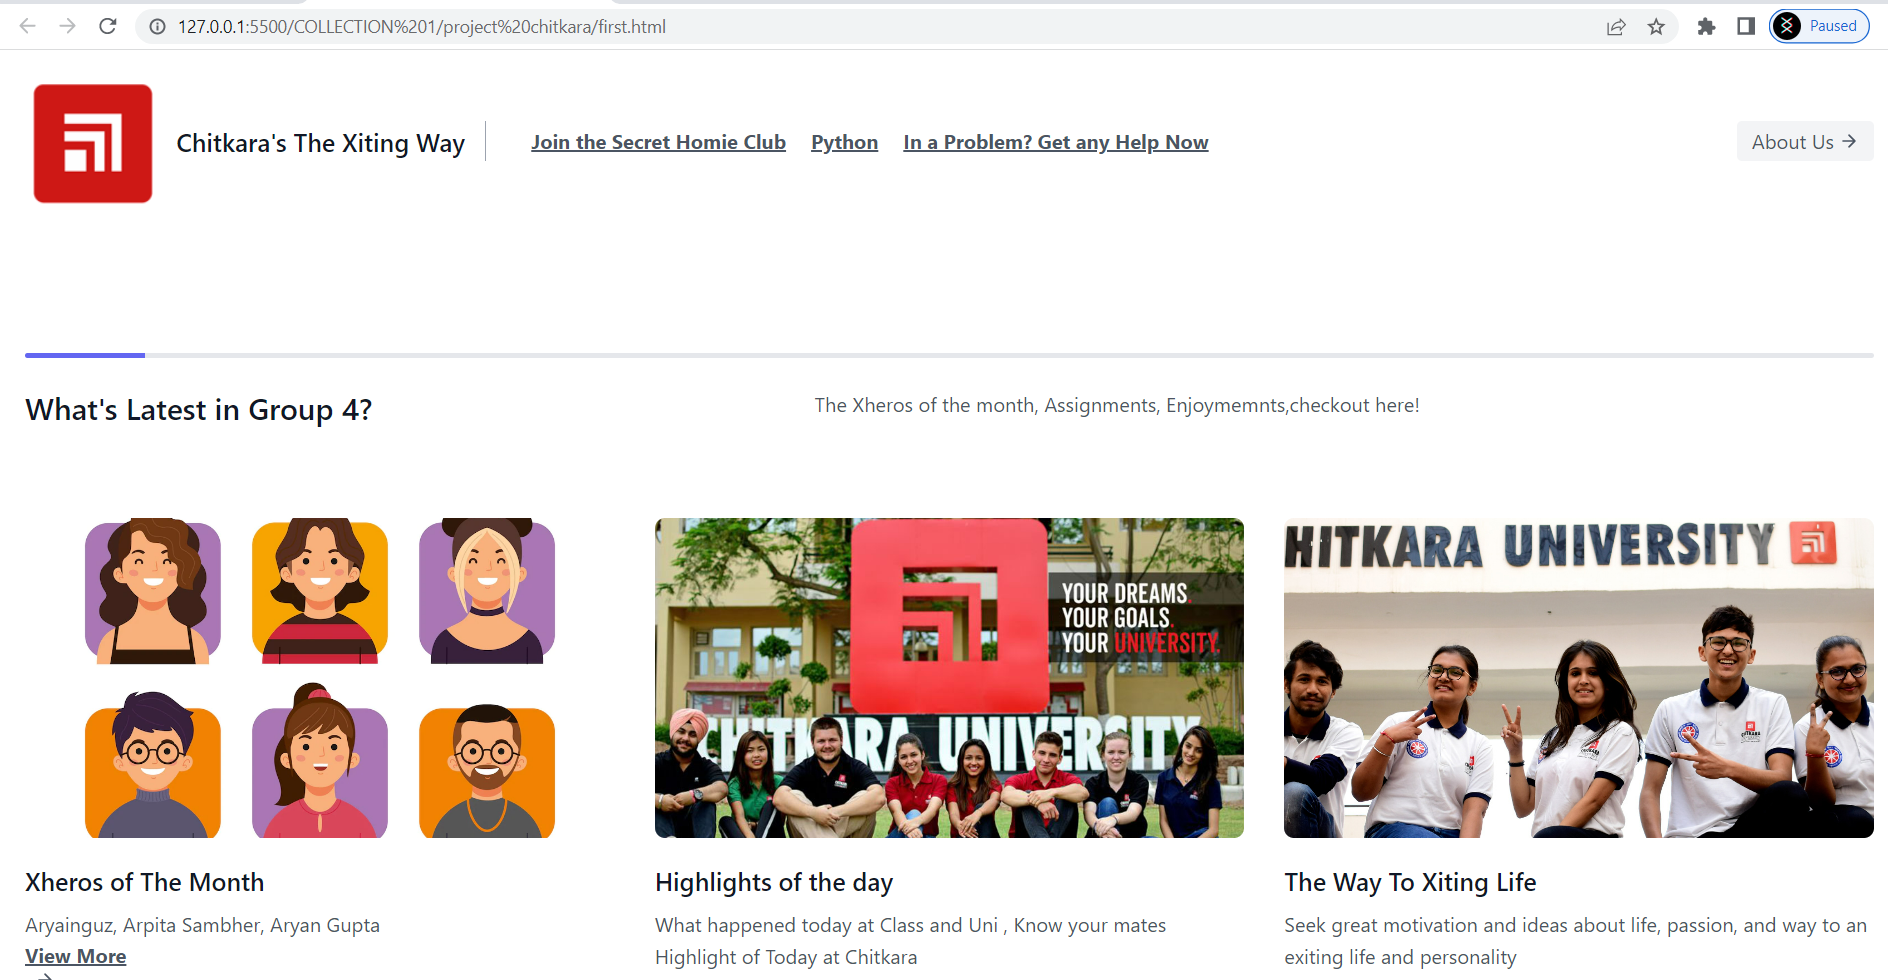 127.0.0.1:5500/COLLECTION%201/project%20chitkara/first.html
Paused
Chitkara's The Xiting Way
Join the Secret Homie Club
Python
In a Problem? Get any Help Now
About Us →
What's Latest in Group 4?
The Xheros of the month, Assignments, Enjoymemnts,checkout here!
YOUR DREAMS.
YOUR GOALS.
YOUR UNIVERSITY.
CHITKARA UNIVERSITY
HITKARA UNIVERSITY
Xheros of The Month
Aryainguz, Arpita Sambher, Aryan Gupta
View More
Highlights of the day
What happened today at Class and Uni , Know your mates
Highlight of Today at Chitkara
The Way To Xiting Life
Seek great motivation and ideas about life, passion, and way to an
exiting life and personality